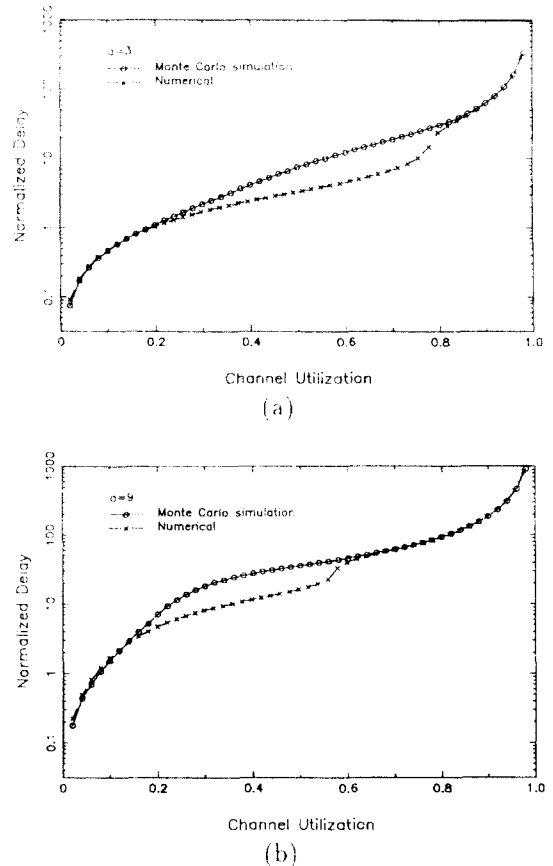 1000
100
10
1
0.1
Normalized Delay
a=3
Monte Carlo simulation
Numerical
0 0.2 0.4 0.6 0.8 1.0
Channel Utilization
(a)
1000
100
10
1
0.1
Normalized Delay
a=9
Monte Carlo simulation
Numerical
0 0.2 0.4 0.6 0.8 1.0
Channel Utilization
(b)